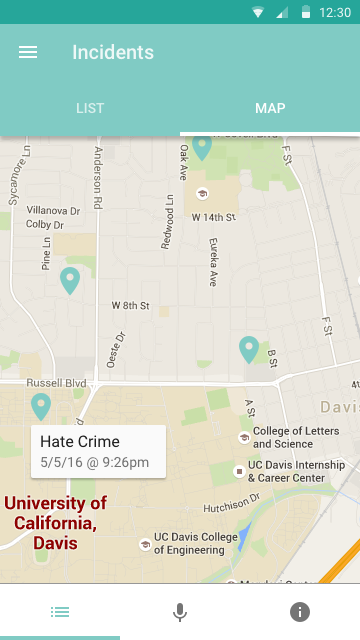 12:30
Incidents
LIST
MAP
Sycamore Ln
Anderson Rd
Oak Ave
F St
Villanova Dr
Colby Dr
Pine Ln
Redwood Ln
W 14th St
Eureka Ave
W 8th St
F St
Oeste Dr
B St
Russell Blvd
A St
Davis
Hate Crime
5/5/16 @ 9:26pm
College of Letters
and Science
UC Davis Internship
& Career Center
University of
California,
Davis
Hutchison Dr
UC Davis College
of Engineering